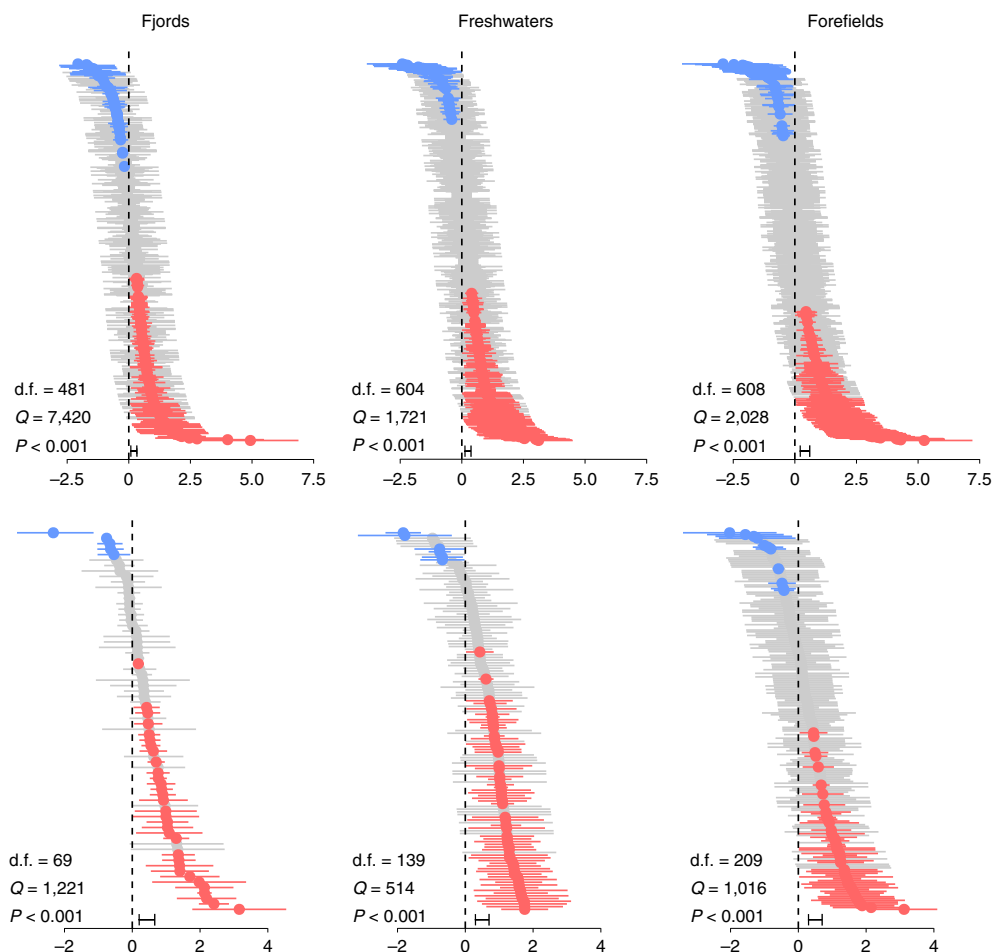 Fjords Freshwaters Forefields
d.f. = 481 d.f. = 604 d.f. = 608
Q = 7,420 Q = 1,721 Q = 2,028
P < 0.001 P < 0.001 P < 0.001
−2.5 0 2.5 5.0 7.5 −2.5 0 2.5 5.0 7.5 −2.5 0 2.5 5.0 7.5
d.f. = 69 d.f. = 139 d.f. = 209
Q = 1,221 Q = 514 Q = 1,016
P < 0.001 P < 0.001 P < 0.001
−2 0 2 4 −2 0 2 4 −2 0 2 4